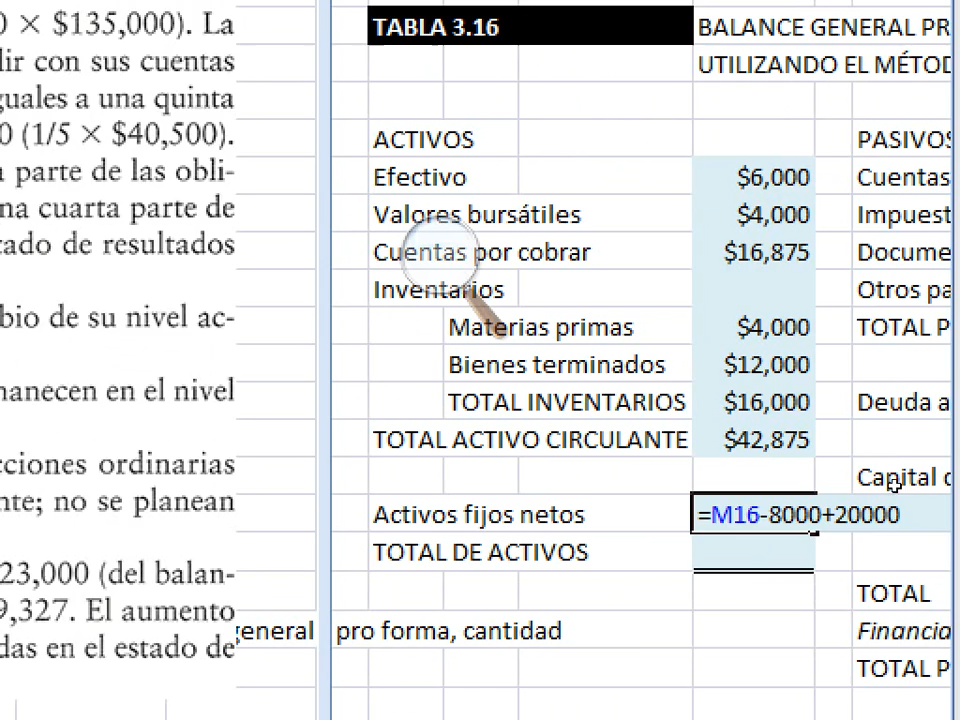 0 × $135,000). La
lir con sus cuentas
guales a una quinta
0 (1/5 × $40,500).
a parte de las obli-
na cuarta parte de
tado de resultados
bio de su nivel ac-
manecen en el nivel
cciones ordinarias
nte; no se planean
23,000 (del balan-
9,327. El aumento
das en el estado de
TABLA 3.16 BALANCE GENERAL PR
UTILIZANDO EL MÉTOD
ACTIVOS PASIVOS
Efectivo $6,000 Cuentas
Valores bursátiles $4,000 Impuest
Cuentas por cobrar $16,875 Docume
Inventarios Otros pa
Materias primas $4,000 TOTAL P
Bienes terminados $12,000
TOTAL INVENTARIOS $16,000 Deuda a
TOTAL ACTIVO CIRCULANTE $42,875
Capital c
Activos fijos netos =M16-8000+20000
TOTAL DE ACTIVOS
TOTAL
general pro forma, cantidad Financia
TOTAL P